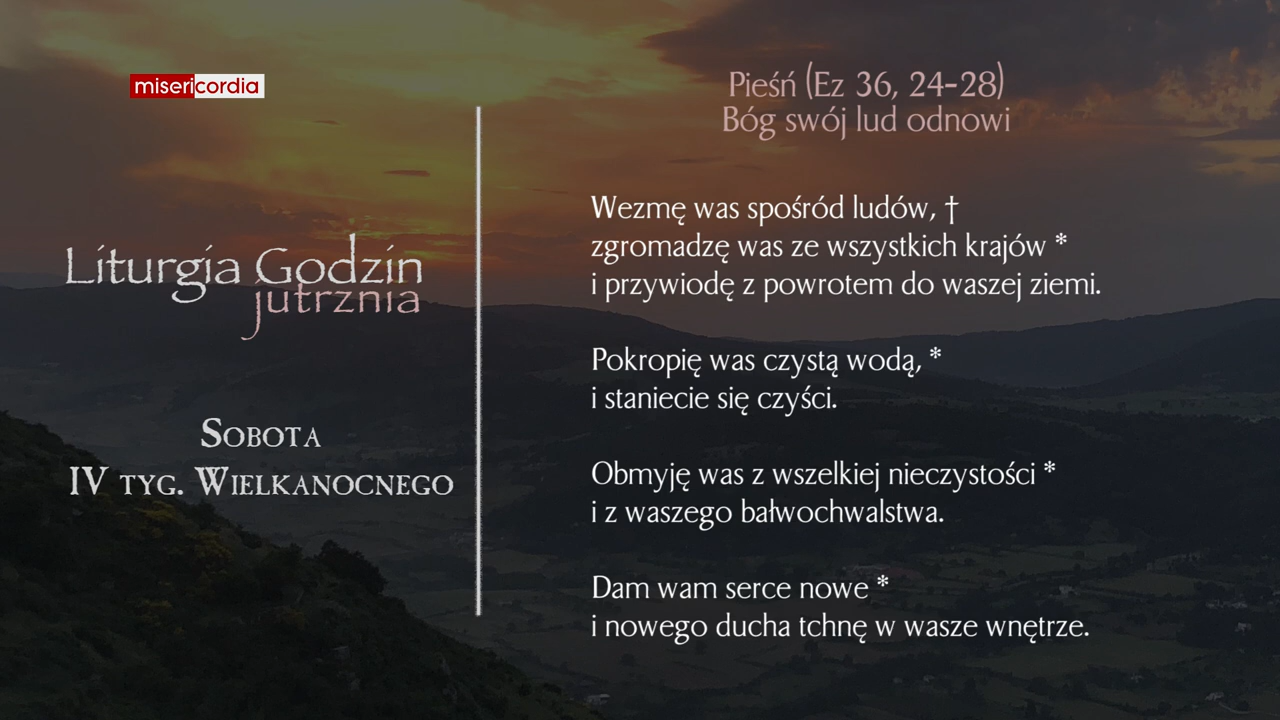 misericordia
Liturgia Godzin
jutrznia
Sobota
IV tyg. Wielkanocnego
Pieśń (Ez 36, 24-28)
Bóg swój lud odnowi
Wezmę was spośród ludów, †
zgromadzę was ze wszystkich krajów *
i przywiodę z powrotem do waszej ziemi.
Pokropię was czystą wodą, *
i staniecie się czyści.
Obmyję was z wszelkiej nieczystości *
i z waszego bałwochwalstwa.
Dam wam serce nowe *
i nowego ducha tchnę w wasze wnętrze.